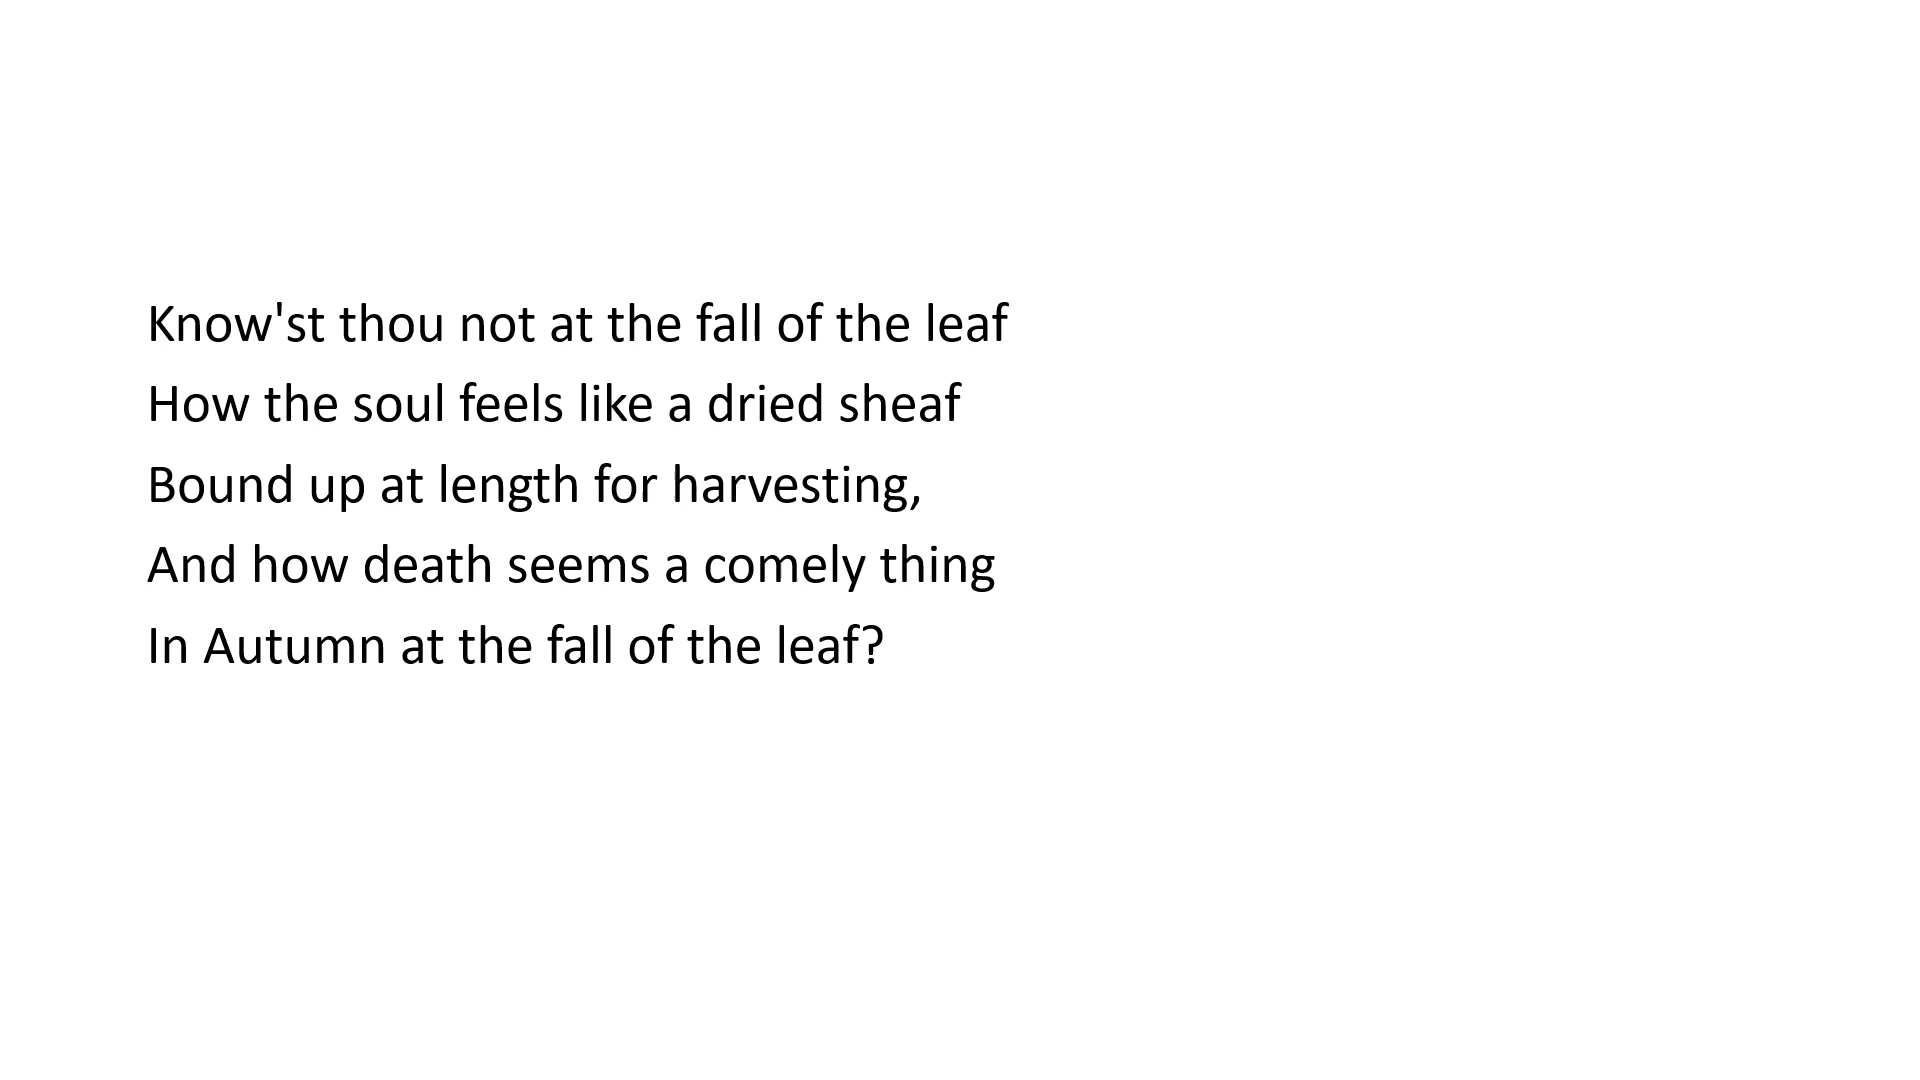 Know'st thou not at the fall of the leaf
How the soul feels like a dried sheaf
Bound up at length for harvesting,
And how death seems a comely thing
In Autumn at the fall of the leaf?